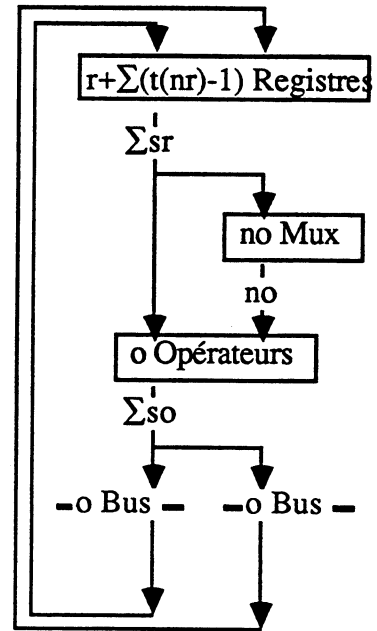 r+∑(t(nr)-1) Registres
∑sr
no Mux
no
o Opérateurs
∑so
o Bus
o Bus